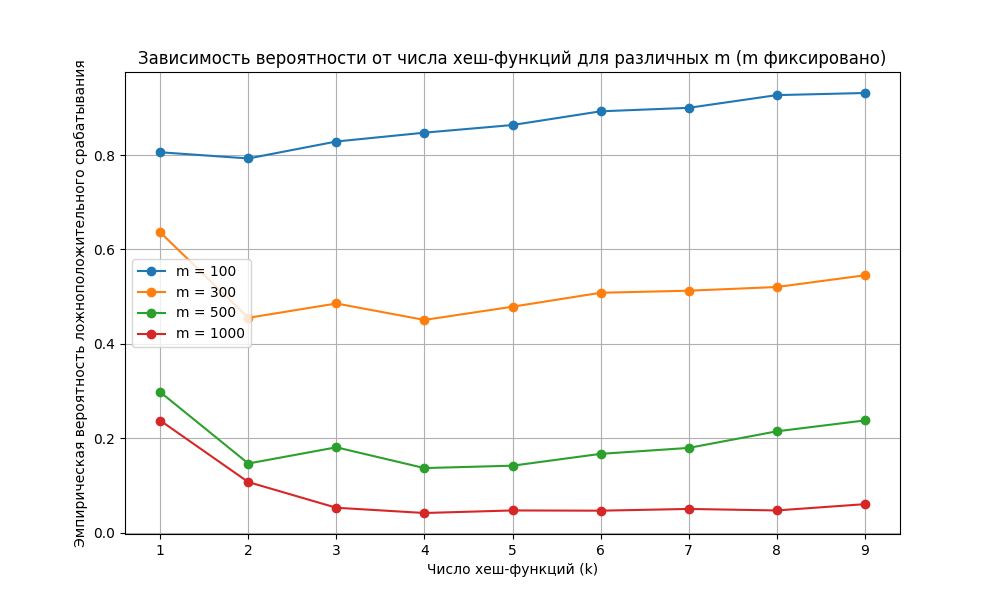 Зависимость вероятности от числа хеш-функций для различных m (m фиксировано)
Эмпирическая вероятность ложноположительного срабатывания
0.8
0.6
0.4
0.2
0.0
m = 100
m = 300
m = 500
m = 1000
1 2 3 4 5 6 7 8 9
Число хеш-функций (k)